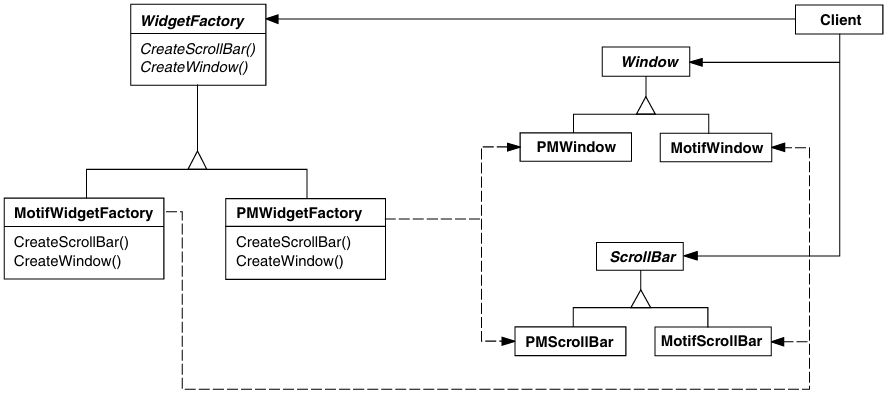 WidgetFactory
CreateScrollBar()
CreateWindow()
Client
Window
PMWindow
MotifWindow
MotifWidgetFactory
CreateScrollBar()
CreateWindow()
PMWidgetFactory
CreateScrollBar()
CreateWindow()
ScrollBar
PMScrollBar
MotifScrollBar